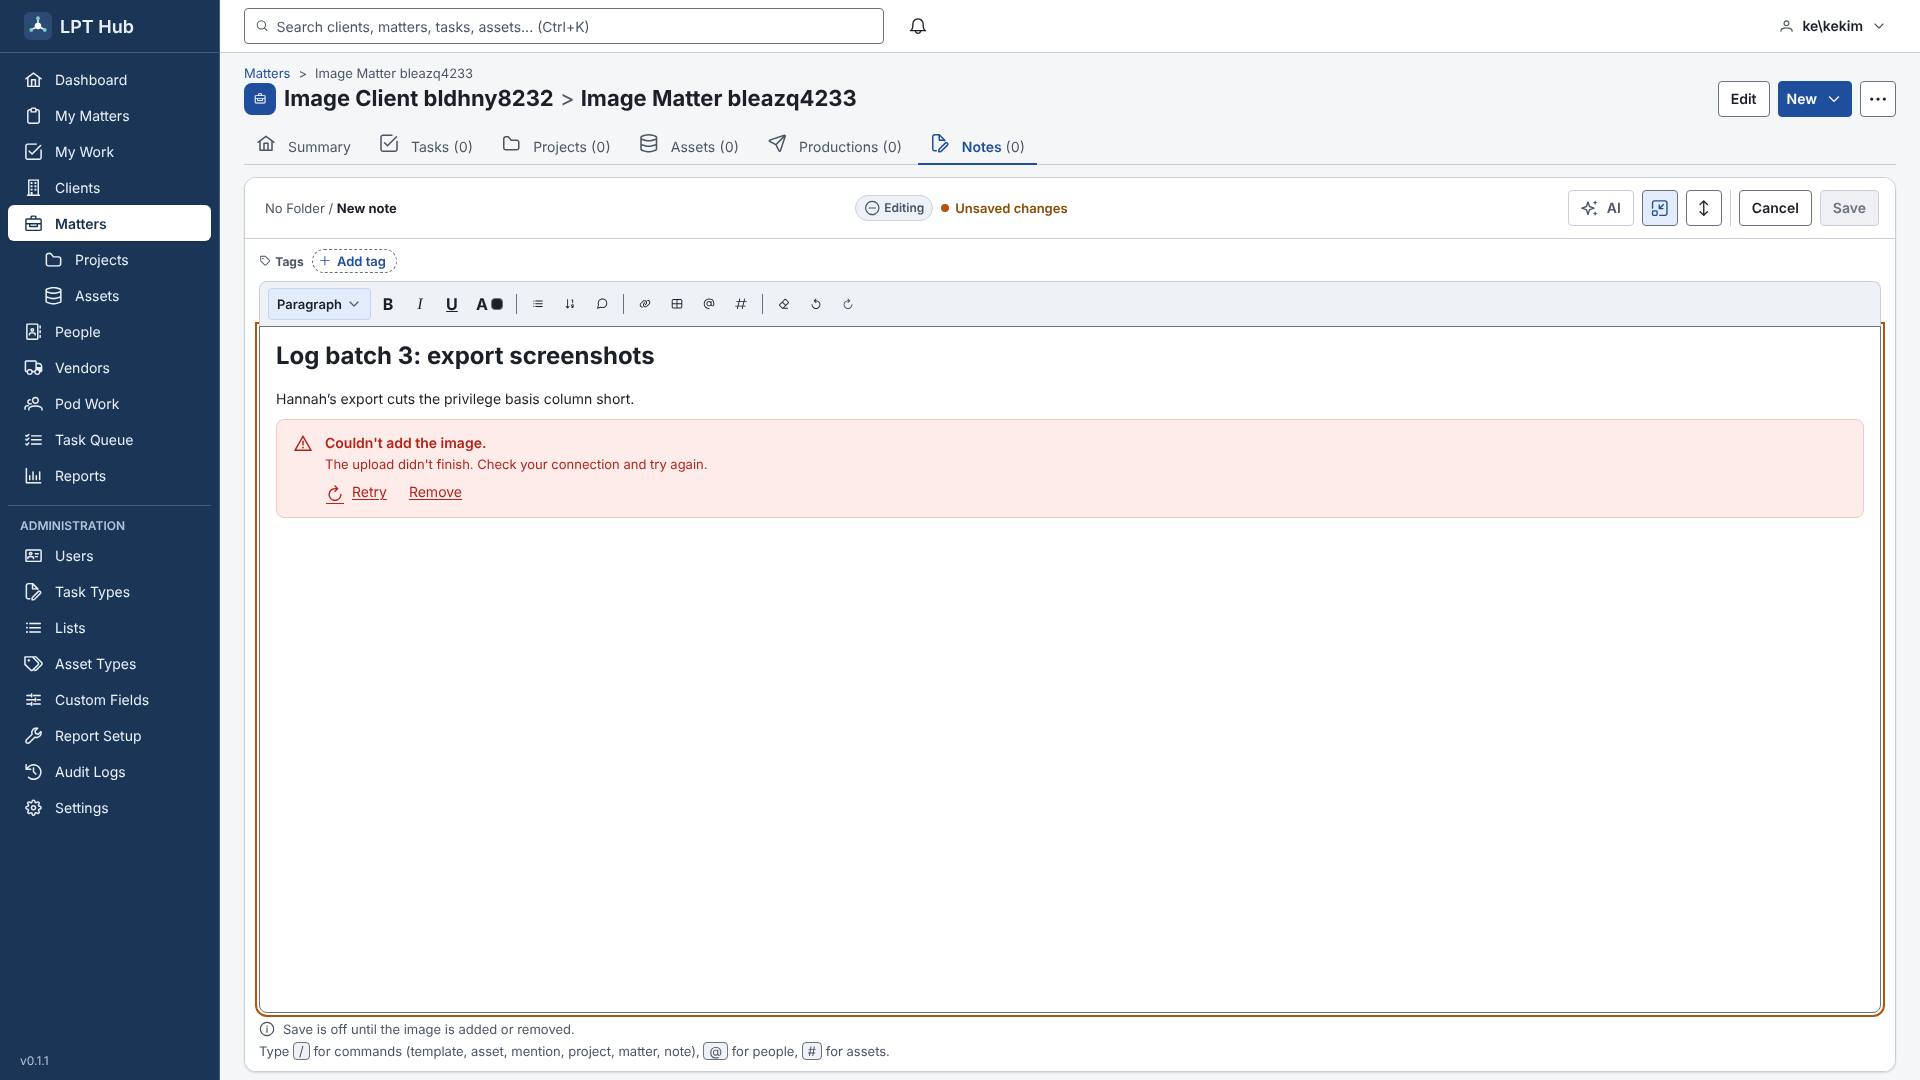 LPT Hub
Search clients, matters, tasks, assets... (Ctrl+K)
ke\kekim
Dashboard
My Matters
My Work
Clients
Matters
Projects
Assets
People
Vendors
Pod Work
Task Queue
Reports
ADMINISTRATION
Users
Task Types
Lists
Asset Types
Custom Fields
Report Setup
Audit Logs
Settings
v0.1.1
Matters > Image Matter bleazq4233
Image Client bldhny8232 > Image Matter bleazq4233
Edit
New
Summary
Tasks (0)
Projects (0)
Assets (0)
Productions (0)
Notes (0)
No Folder / New note
Editing
Unsaved changes
AI
Cancel
Save
Tags
+ Add tag
Paragraph
B I U A
@ #
Log batch 3: export screenshots
Hannah’s export cuts the privilege basis column short.
Couldn't add the image.
The upload didn't finish. Check your connection and try again.
Retry Remove
Save is off until the image is added or removed.
Type / for commands (template, asset, mention, project, matter, note), @ for people, # for assets.